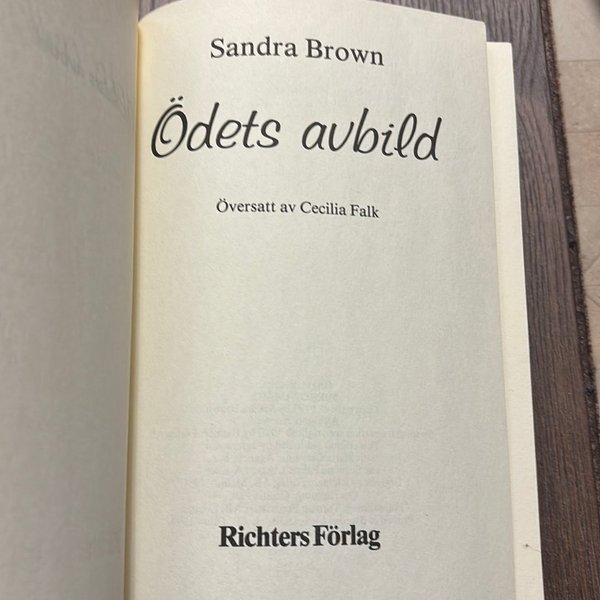 Sandra Brown
Ödets avbild
Översatt av Cecilia Falk
Richters Förlag